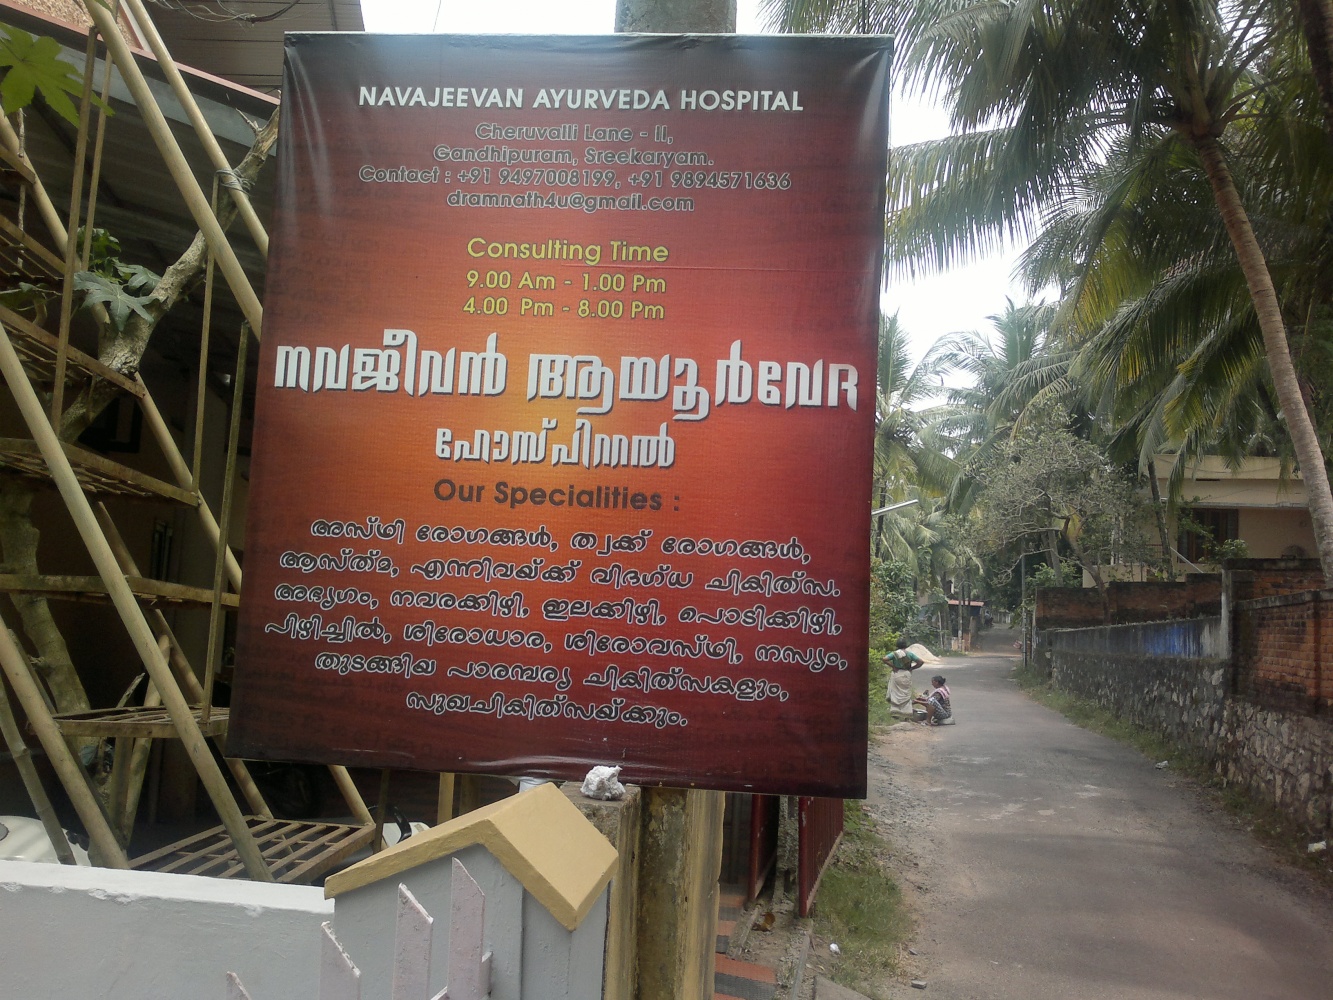 NAVAJEEVAN AYURVEDA HOSPITAL
Cheruvalli Lane - II,
Gandhipuram, Sreekaryam.
Contact : +91 9497008199, +91 9894571636
dramnath4u@gmail.com
Consulting Time
9.00 Am - 1.00 Pm
4.00 Pm - 8.00 Pm
നവജീവൻ ആയൂർവേദ
ഹോസ്പിറ്റൽ
Our Specialities :
അസ്ഥി രോഗങ്ങൾ, ത്വക്ക് രോഗങ്ങൾ,
ആസ്ത്മ, എന്നിവയ്ക്ക് വിദഗ്ധ ചികിത്സ.
അഭ്യഗം, നവരക്കിഴി, ഇലക്കിഴി, പൊടിക്കിഴി,
പിഴിച്ചിൽ, ശിരോധാര, ശിരോവസ്ഥി, നസ്യം,
തുടങ്ങിയ പാരമ്പര്യ ചികിത്സകളും,
സുഖചികിത്സയ്ക്കും.